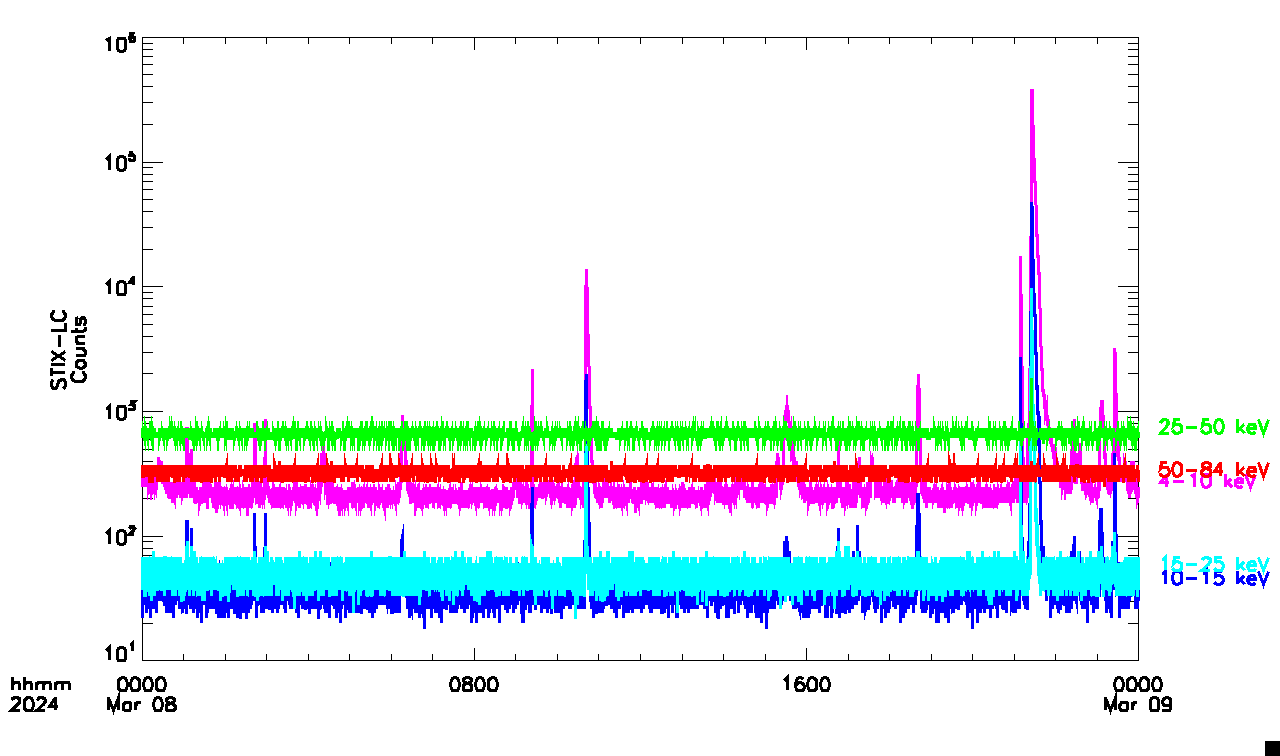 10⁶
10⁵
10⁴
10³
10²
10¹
STIX-LC
Counts
25-50 keV
50-84 keV
4-10 keV
15-25 keV
10-15 keV
hhmm 0000 0800 1600 0000
2024 Mar 08 Mar 09